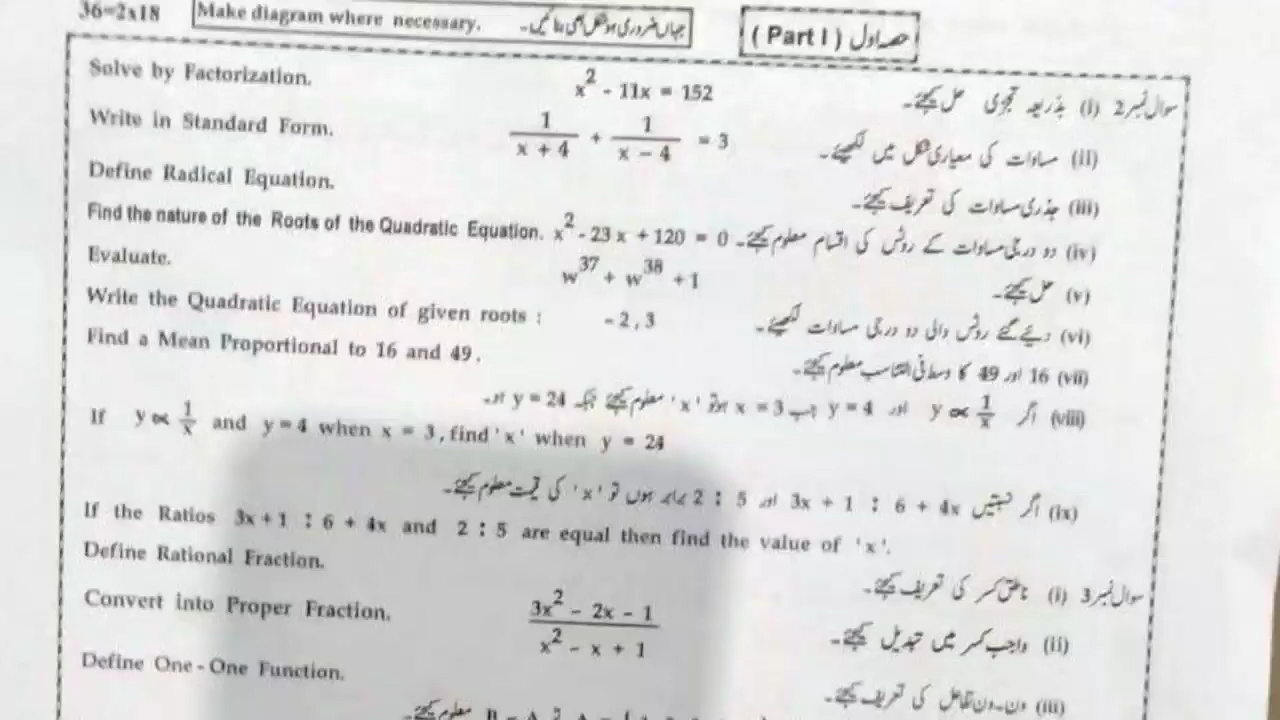 36=2x18 Make diagram where necessary. جہاں ضروری ہو شکل بھی بنائیں۔ ( Part I ) حصہ اول
Solve by Factorization. x² - 11x = 152 سوال نمبر 2 (i) بذریعہ تجزی حل کیجئے۔
Write in Standard Form. 1/(x + 4) + 1/(x – 4) = 3 (ii) مساوات کی معیاری شکل میں لکھیئے۔
Define Radical Equation. (iii) جذری مساوات کی تعریف کیجئے۔
Find the nature of the Roots of the Quadratic Equation. x² - 23 x + 120 = 0 (iv) دو درجی مساوات کے روٹس کی اقسام معلوم کیجئے۔
Evaluate. w³⁷ + w³⁸ + 1 (v) حل کیجئے۔
Write the Quadratic Equation of given roots : - 2 , 3 (vi) دیئے گئے روٹس والی دو درجی مساوات لکھیئے۔
Find a Mean Proportional to 16 and 49. (vii) 16 اور 49 کا وسط فی التناسب معلوم کیجئے۔
(viii) اگر y ∝ 1/x اور y = 4 جب x = 3 ہو تو 'x' معلوم کیجئے جبکہ y = 24 ہو۔
If y ∝ 1/x and y = 4 when x = 3 , find 'x' when y = 24
(ix) اگر نسبتیں 3x + 1 : 6 + 4x اور 2 : 5 برابر ہوں تو 'x' کی قیمت معلوم کیجئے۔
If the Ratios 3x + 1 : 6 + 4x and 2 : 5 are equal then find the value of 'x'.
Define Rational Fraction. سوال نمبر 3 (i) ناطق کسر کی تعریف کیجئے۔
Convert into Proper Fraction. (3x² – 2x – 1)/(x² – x + 1) (ii) واجب کسر میں تبدیل کیجئے۔
Define One - One Function. (iii) ون۔ون تفاعل کی تعریف کیجئے۔
معلوم کیجئے۔